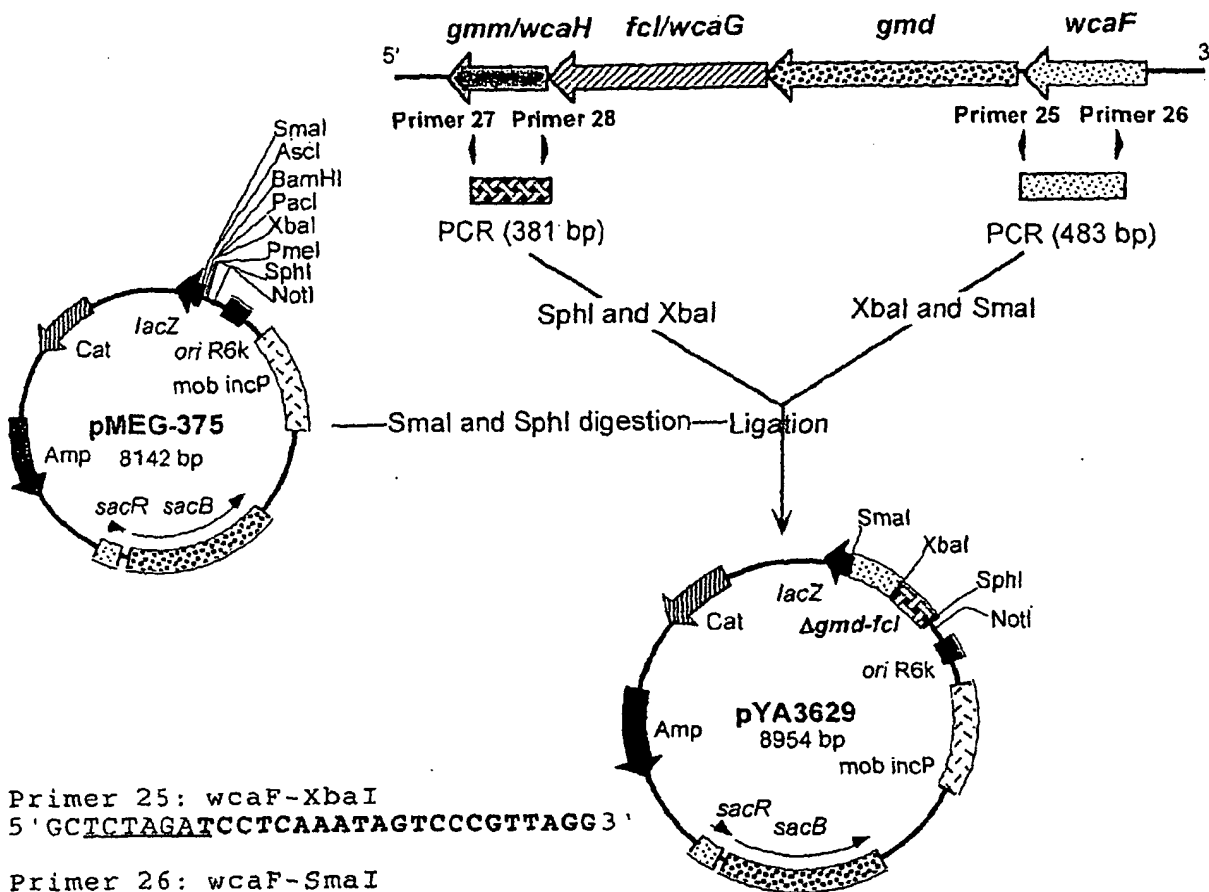 gmm/wcaH fcl/wcaG gmd wcaF
5' 3
Primer 27 Primer 28 Primer 25 Primer 26
PCR (381 bp) PCR (483 bp)
SphI and XbaI XbaI and SmaI
SmaI
AscI
BamHI
PacI
XbaI
PmeI
SphI
NotI
lacZ
Cat
ori R6k
mob incP
pMEG-375
8142 bp
Amp
sacR sacB
SmaI and SphI digestion Ligation
SmaI
XbaI
SphI
NotI
lacZ
Δgmd-fcl
Cat
ori R6k
pYA3629
8954 bp
Amp
mob incP
sacR
sacB
Primer 25: wcaF-XbaI
5'GCTCTAGATCCTCAAATAGTCCCGTTAGG3'
Primer 26: wcaF-SmaI